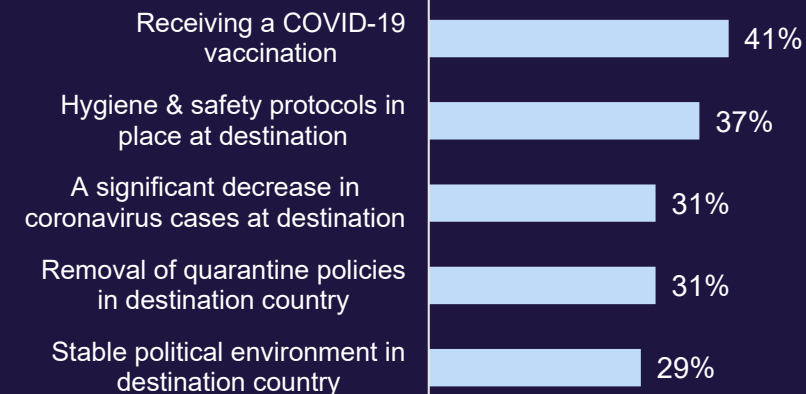 Receiving a COVID-19
vaccination
41%
Hygiene & safety protocols in
place at destination
37%
A significant decrease in
coronavirus cases at destination
31%
Removal of quarantine policies
in destination country
31%
Stable political environment in
destination country
29%